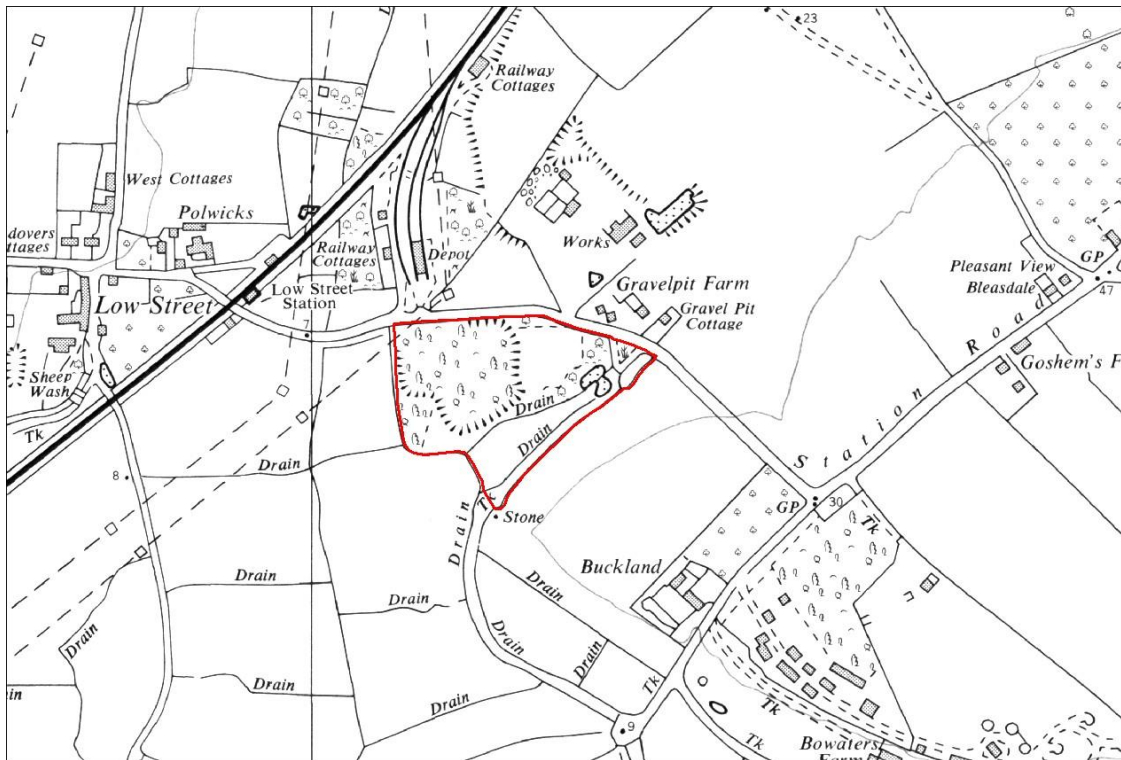 23
Railway
Cottages
West Cottages
Polwicks
Railway
Cottages
Depot
Works
Low Street
Station
Low Street
7
Gravelpit Farm
Gravel Pit
Cottage
GP
Pleasant View
Bleasdale
47
Goshem's F
Station Road
Sheep
Wash
Tk
8
Drain
Drain
Drain
Drain
Tk
Stone
GP
30
Tk
Buckland
Drain
Drain
Drain
Drain
Drain
Drain
Drain
Drain
Tk
Tk
Tk
9
Bowaters
Farm